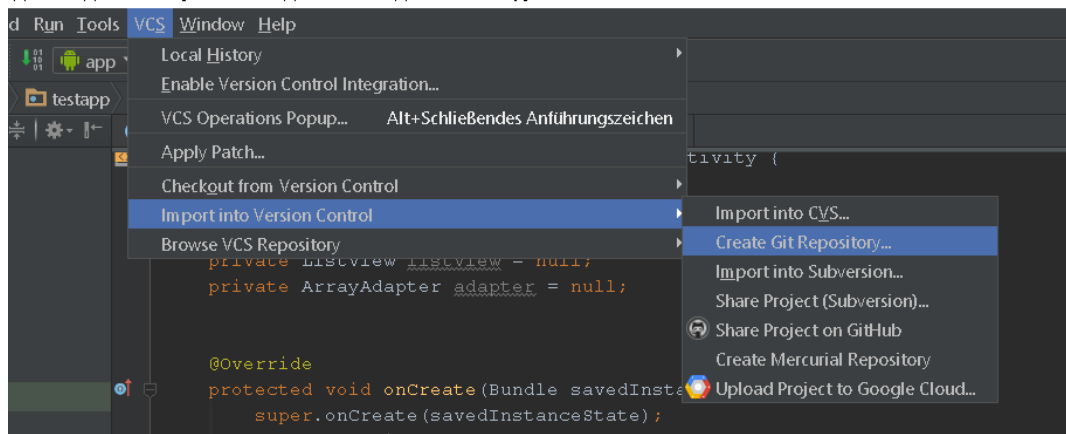 d Run Tools VCS Window Help
app
Local History
Enable Version Control Integration...
testapp
VCS Operations Popup... Alt+Schließendes Anführungszeichen
Apply Patch...
tivity {
Checkout from Version Control
Import into Version Control
Import into CVS...
Browse VCS Repository
Create Git Repository...
private ListView listview = null;
Import into Subversion...
private ArrayAdapter adapter = null;
Share Project (Subversion)...
Share Project on GitHub
@Override
Create Mercurial Repository
protected void onCreate(Bundle savedInsta
Upload Project to Google Cloud...
super.onCreate(savedInstanceState);